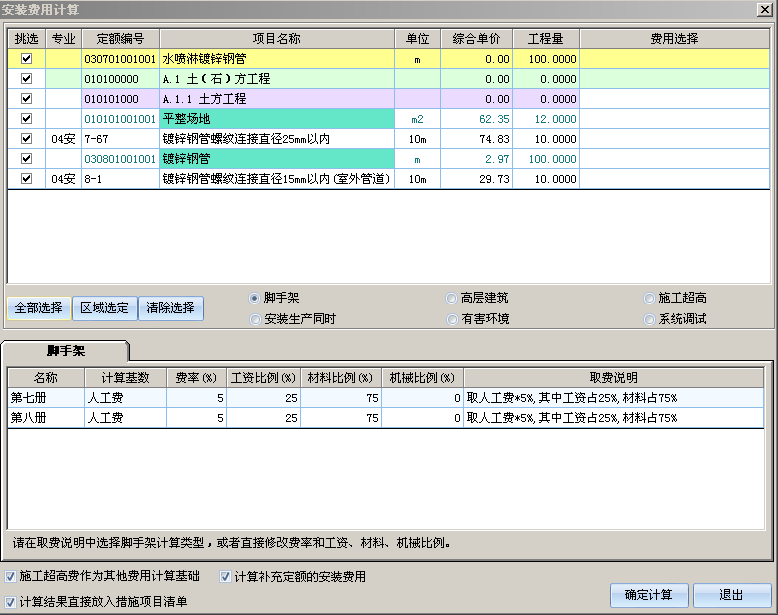 安装费用计算
挑选 专业 定额编号 项目名称 单位 综合单价 工程量 费用选择
030701001001 水喷淋镀锌钢管 m 0.00 100.0000
010100000 A.1 土(石)方工程 0.00 0.0000
010101000 A.1.1 土方工程 0.00 0.0000
010101001001 平整场地 m2 62.35 12.0000
04安 7-67 镀锌钢管螺纹连接直径25mm以内 10m 74.83 10.0000
030801001001 镀锌钢管 m 2.97 100.0000
04安 8-1 镀锌钢管螺纹连接直径15mm以内(室外管道) 10m 29.73 10.0000
全部选择 区域选定 清除选择 脚手架 高层建筑 施工超高
安装生产同时 有害环境 系统调试
脚手架
名称 计算基数 费率(%) 工资比例(%) 材料比例(%) 机械比例(%) 取费说明
第七册 人工费 5 25 75 0 取人工费*5%,其中工资占25%,材料占75%
第八册 人工费 5 25 75 0 取人工费*5%,其中工资占25%,材料占75%
请在取费说明中选择脚手架计算类型，或者直接修改费率和工资、材料、机械比例。
施工超高费作为其他费用计算基础 计算补充定额的安装费用
计算结果直接放入措施项目清单 确定计算 退出